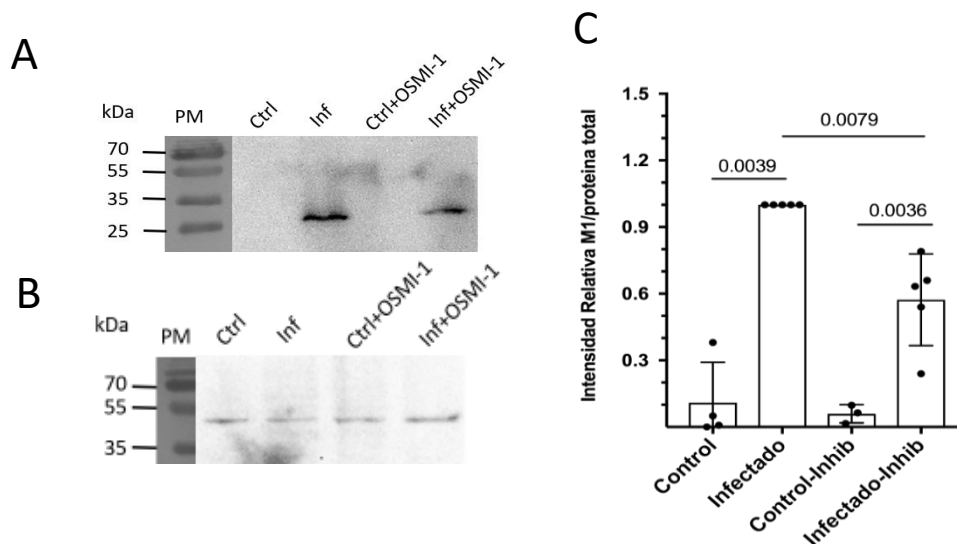 A
kDa
PM
Ctrl
Inf
Ctrl+OSMI-1
Inf+OSMI-1
70
55
35
25
B
kDa
PM
Ctrl
Inf
Ctrl+OSMI-1
Inf+OSMI-1
70
55
35
C
Intensidad Relativa M1/proteina total
1.5
1.2
0.9
0.6
0.3
0.0079
0.0039
0.0036
Control
Infectado
Control-Inhib
Infectado-Inhib